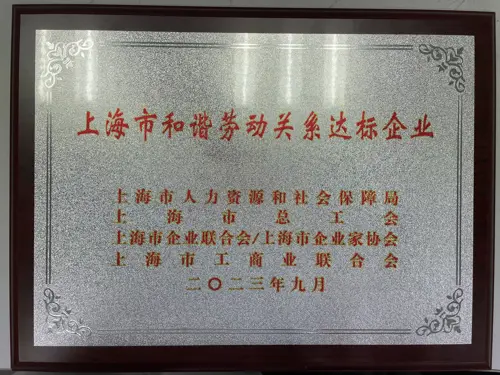 上海市和谐劳动关系达标企业
上海市人力资源和社会保障局
上海市总工会
上海市企业联合会/上海市企业家协会
上海市工商业联合会
二〇二三年九月